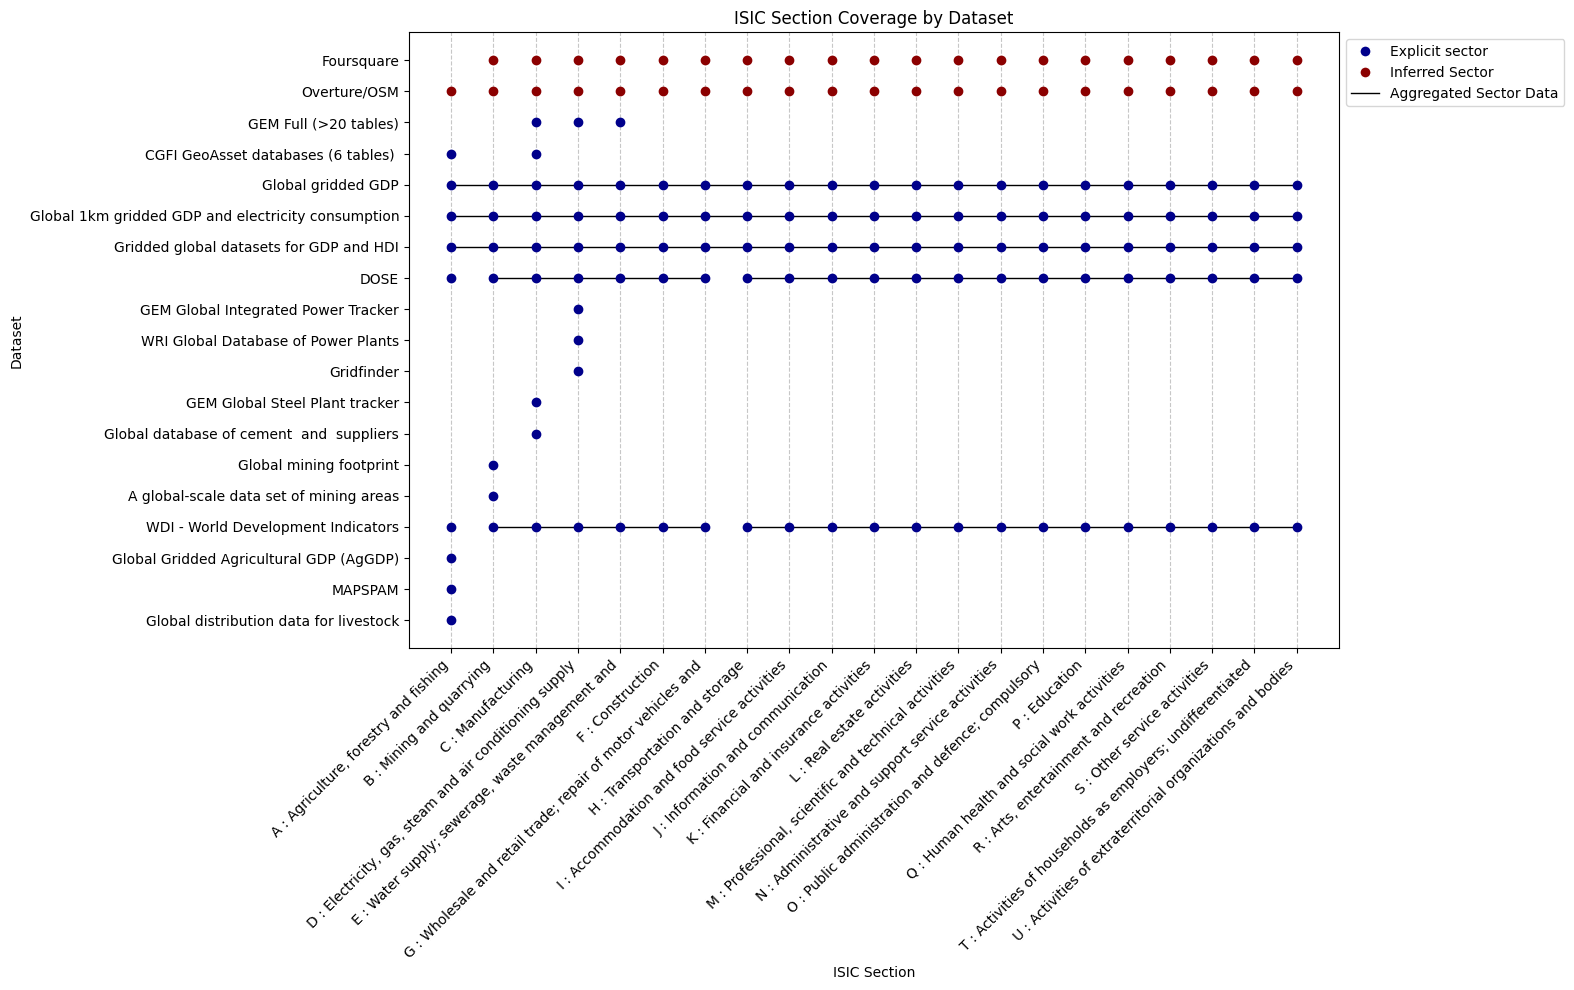 ISIC Section Coverage by Dataset
Foursquare
Overture/OSM
GEM Full (>20 tables)
CGFI GeoAsset databases (6 tables)
Global gridded GDP
Global 1km gridded GDP and electricity consumption
Gridded global datasets for GDP and HDI
DOSE
GEM Global Integrated Power Tracker
WRI Global Database of Power Plants
Gridfinder
GEM Global Steel Plant tracker
Global database of cement  and  suppliers
Global mining footprint
A global-scale data set of mining areas
WDI - World Development Indicators
Global Gridded Agricultural GDP (AgGDP)
MAPSPAM
Global distribution data for livestock
Dataset
Explicit sector
Inferred Sector
Aggregated Sector Data
A : Agriculture, forestry and fishing
B : Mining and quarrying
C : Manufacturing
D : Electricity, gas, steam and air conditioning supply
E : Water supply; sewerage, waste management and
F : Construction
G : Wholesale and retail trade; repair of motor vehicles and
H : Transportation and storage
I : Accommodation and food service activities
J : Information and communication
K : Financial and insurance activities
L : Real estate activities
M : Professional, scientific and technical activities
N : Administrative and support service activities
O : Public administration and defence; compulsory
P : Education
Q : Human health and social work activities
R : Arts, entertainment and recreation
S : Other service activities
T : Activities of households as employers; undifferentiated
U : Activities of extraterritorial organizations and bodies
ISIC Section